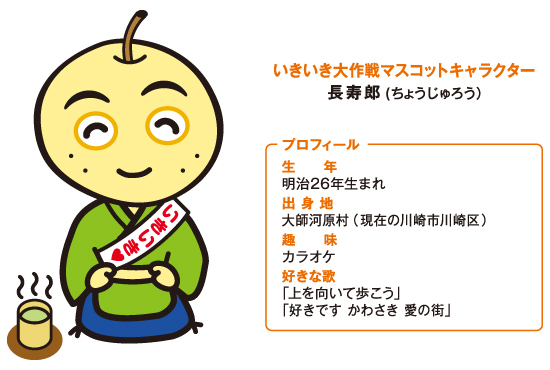 いきいき大作戦マスコットキャラクター
長寿郎(ちょうじゅろう)
プロフィール
生 年
明治26年生まれ
出 身 地
大師河原村(現在の川崎市川崎区)
趣 味
カラオケ
好きな歌
「上を向いて歩こう」
「好きです かわさき 愛の街」
いきいき♥